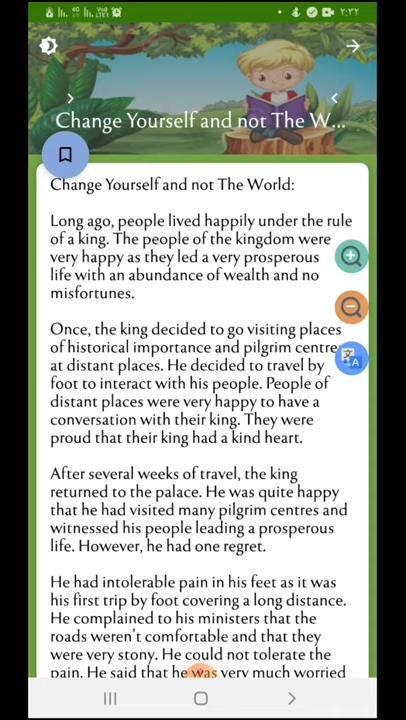 4G Vo) LTE1 ۲:۳۲
Change Yourself and not The W...
Change Yourself and not The World:
Long ago, people lived happily under the rule
of a king. The people of the kingdom were
very happy as they led a very prosperous
life with an abundance of wealth and no
misfortunes.
Once, the king decided to go visiting places
of historical importance and pilgrim centre
at distant places. He decided to travel by
foot to interact with his people. People of
distant places were very happy to have a
conversation with their king. They were
proud that their king had a kind heart.
After several weeks of travel, the king
returned to the palace. He was quite happy
that he had visited many pilgrim centres and
witnessed his people leading a prosperous
life. However, he had one regret.
He had intolerable pain in his feet as it was
his first trip by foot covering a long distance.
He complained to his ministers that the
roads weren't comfortable and that they
were very stony. He could not tolerate the
pain. He said that he was very much worried